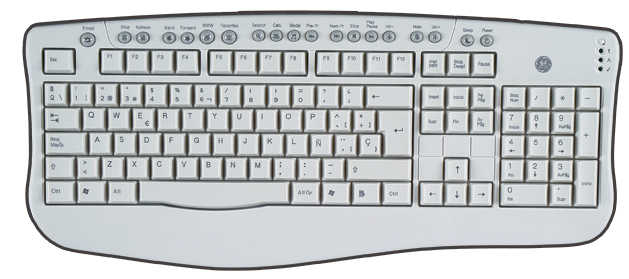 Email Stop Refresh Back Forward WWW Favorites Search Calc. Media Pre-/Tr Next-/Tr Stop Play Pause Vol- Mute Vol+ Sleep Power
Esc F1 F2 F3 F4 F5 F6 F7 F8 F9 F10 F11 F12 Impr Pant Bloq Despl Pausa
1 2 3 4 5 6 7 8 9 0 ← Insert Inicio Re Pág Bloq Num / * -
Q W E € R T Y U I O P [ ] + Supr Fin Av Pág 7 Inicio 8 ↑ 9 RePág +
Bloq Mayús A S D F G H J K L Ñ Ç 4 ← 5 6 →
⇧ > < Z X C V B N M ; , : . - ⇧ ↑ 1 Fin 2 ↓ 3 AvPág Intro
Ctrl Alt Alt Gr Ctrl ← ↓ → 0 Ins . Supr